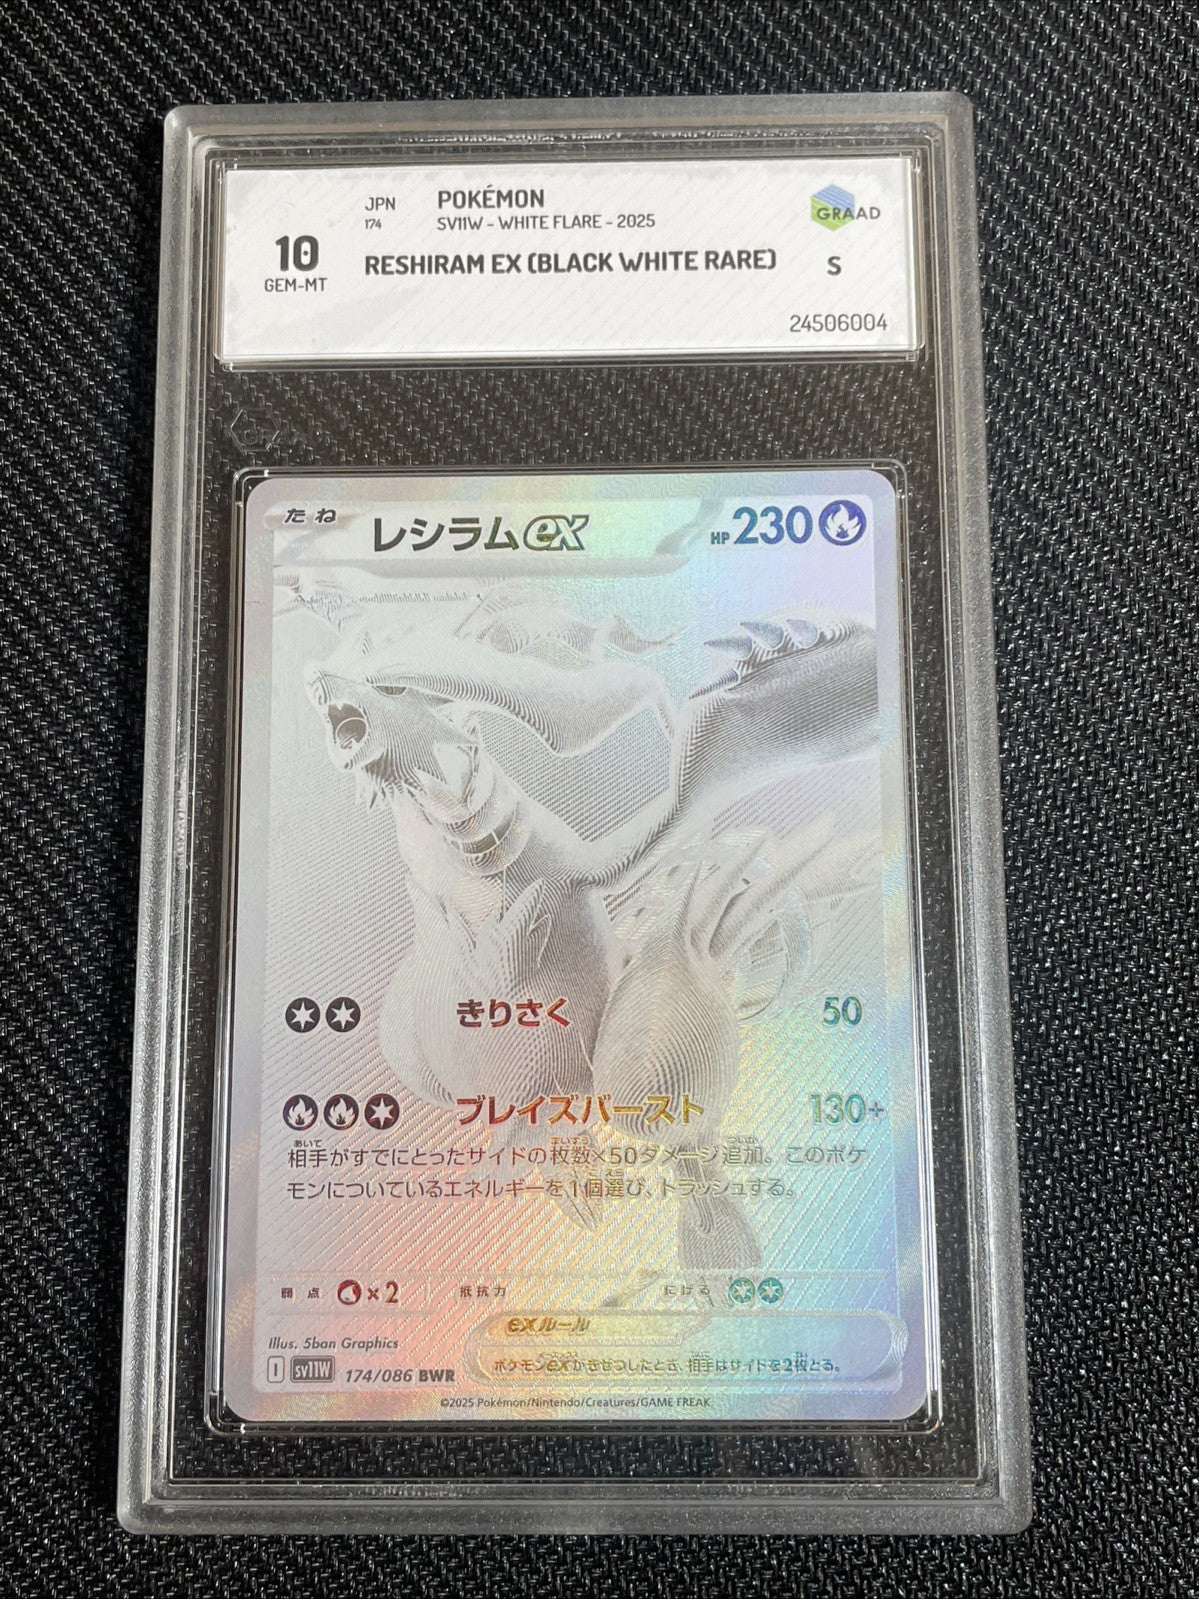 JPN POKÉMON
174 SV11W - WHITE FLARE - 2025
GRAAD
10
GEM-MT
RESHIRAM EX (BLACK WHITE RARE)
S
24506004
たね
レシラムex
HP 230
きりさく 50
ブレイズバースト 130+
相手がすでにとったサイドの枚数×50ダメージ追加。このポケ
モンについているエネルギーを1個選び、トラッシュする。
弱点 ×2 抵抗力 にげる
exルール
ポケモンexがきぜつしたとき、相手はサイドを2枚とる。
Illus. 5ban Graphics
I sv11W 174/086 BWR
©2025 Pokémon/Nintendo/Creatures/GAME FREAK